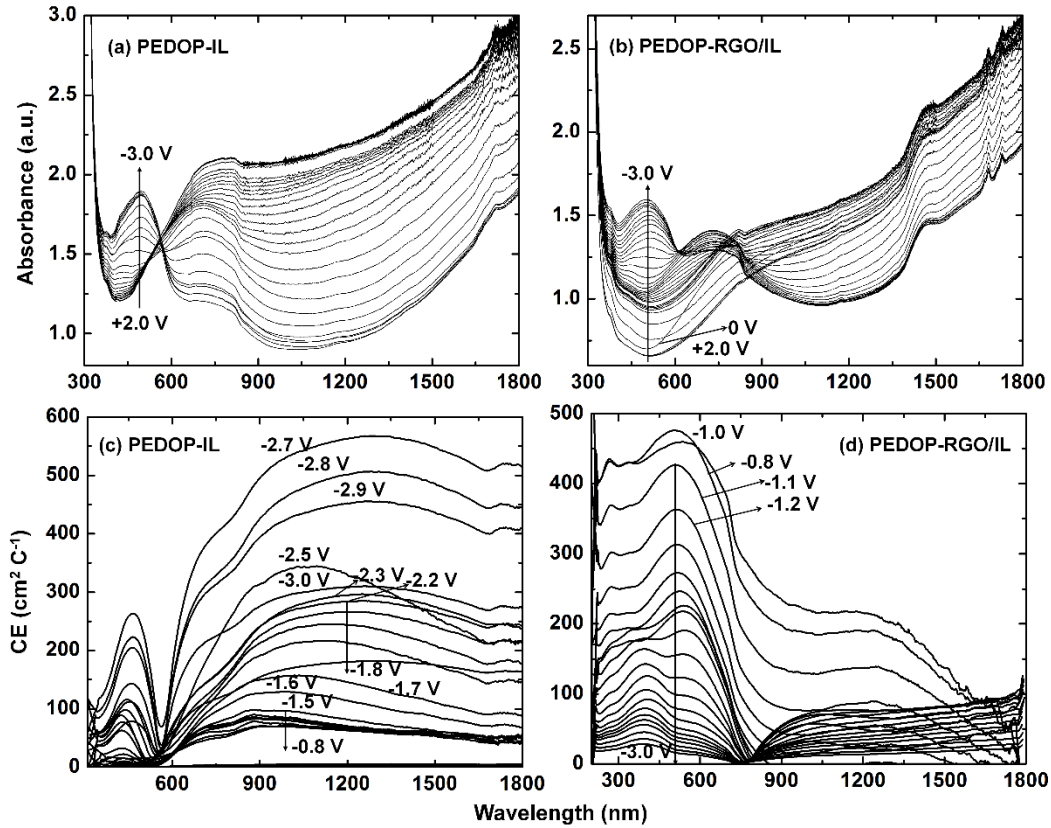 (a) PEDOP-IL
(b) PEDOP-RGO/IL
Absorbance (a.u.)
3.0
2.5
2.0
1.5
1.0
-3.0 V
+2.0 V
300 600 900 1200 1500 1800
2.5
2.0
1.5
1.0
-3.0 V
0 V
+2.0 V
300 600 900 1200 1500 1800
(c) PEDOP-IL
(d) PEDOP-RGO/IL
CE (cm² C⁻¹)
600
500
400
300
200
100
0
-2.7 V
-2.8 V
-2.9 V
-2.5 V
-3.0 V
-2.3 V
-2.2 V
-1.8 V
-1.6 V
-1.7 V
-1.5 V
-0.8 V
600 900 1200 1500 1800
500
400
300
200
100
0
-1.0 V
-0.8 V
-1.1 V
-1.2 V
-3.0 V
300 600 900 1200 1500 1800
Wavelength (nm)